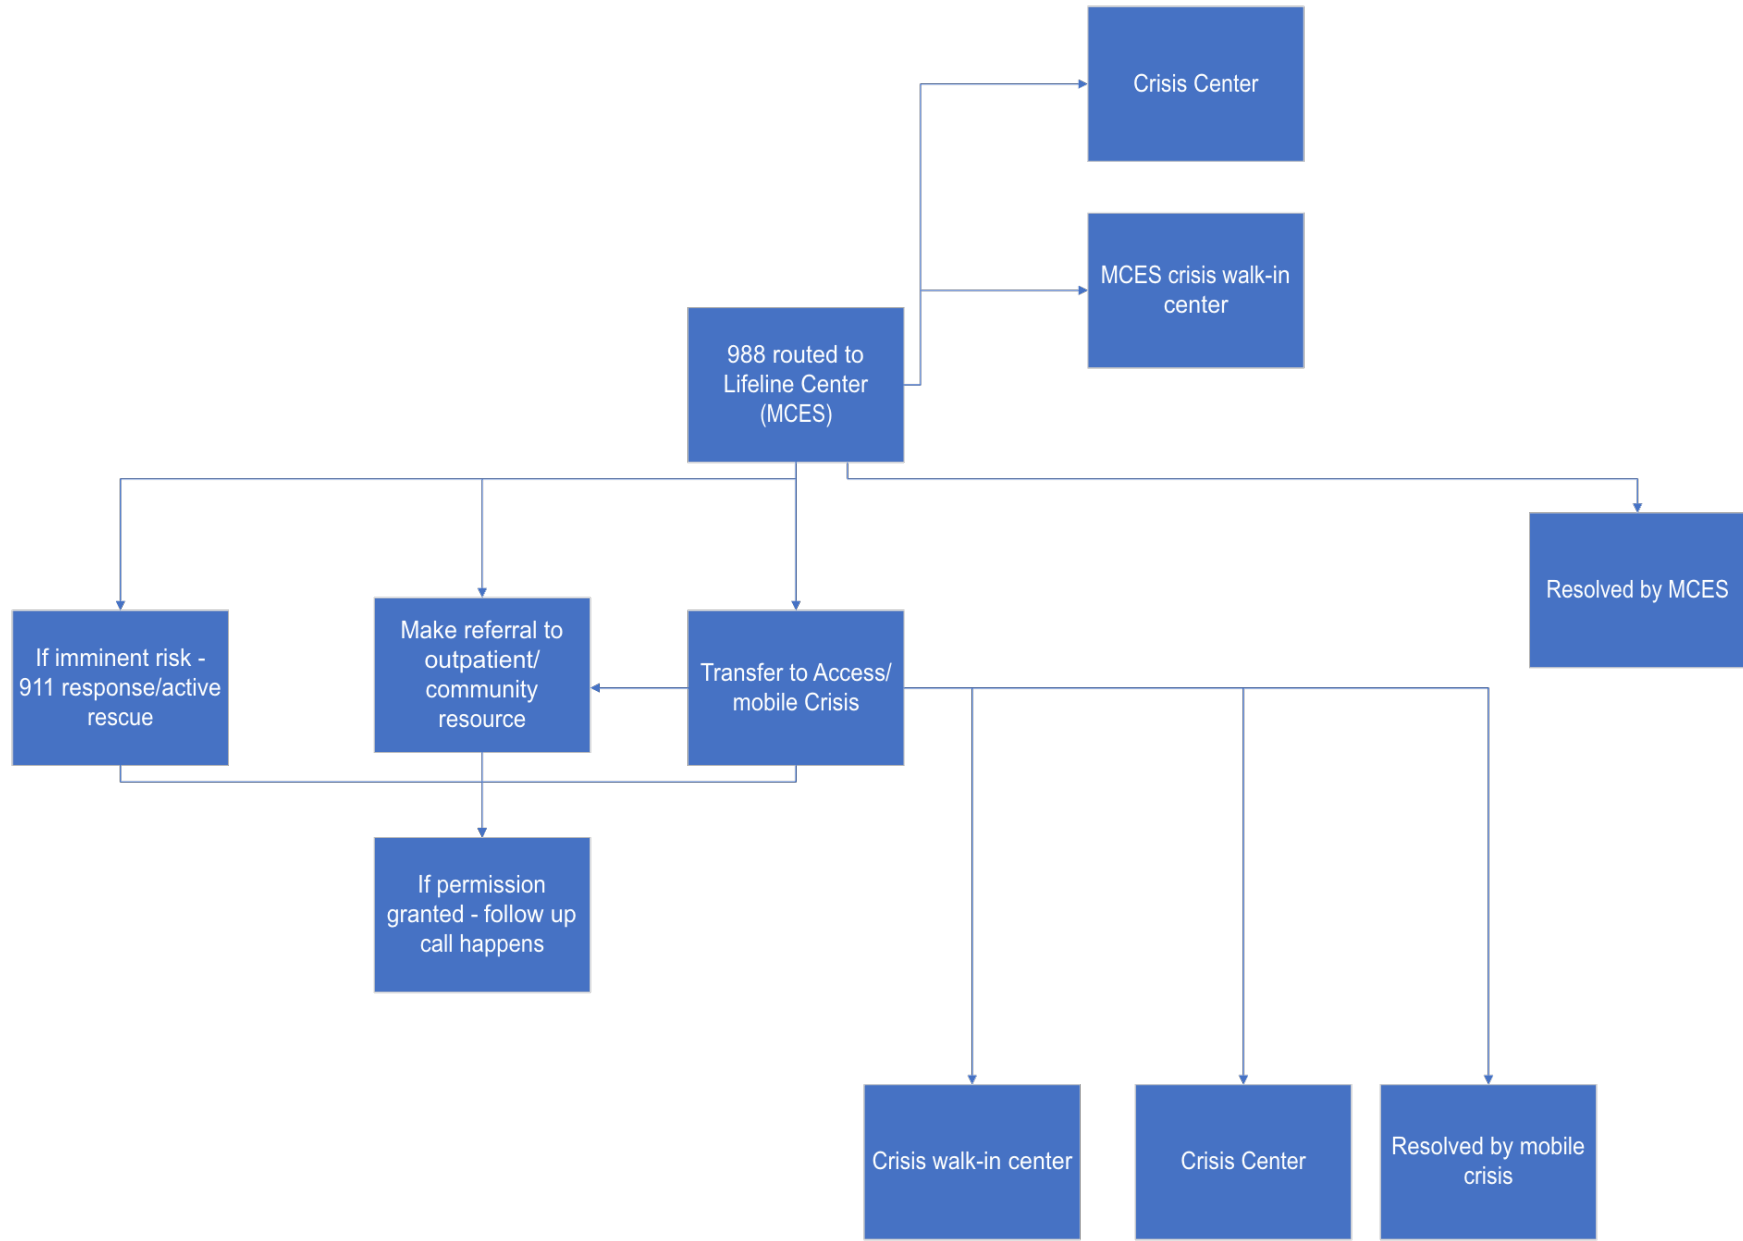 Crisis Center
MCES crisis walk-in
center
988 routed to
Lifeline Center
(MCES)
Resolved by MCES
If imminent risk -
911 response/active
rescue
Make referral to
outpatient/
community
resource
Transfer to Access/
mobile Crisis
If permission
granted - follow up
call happens
Crisis walk-in center
Crisis Center
Resolved by mobile
crisis